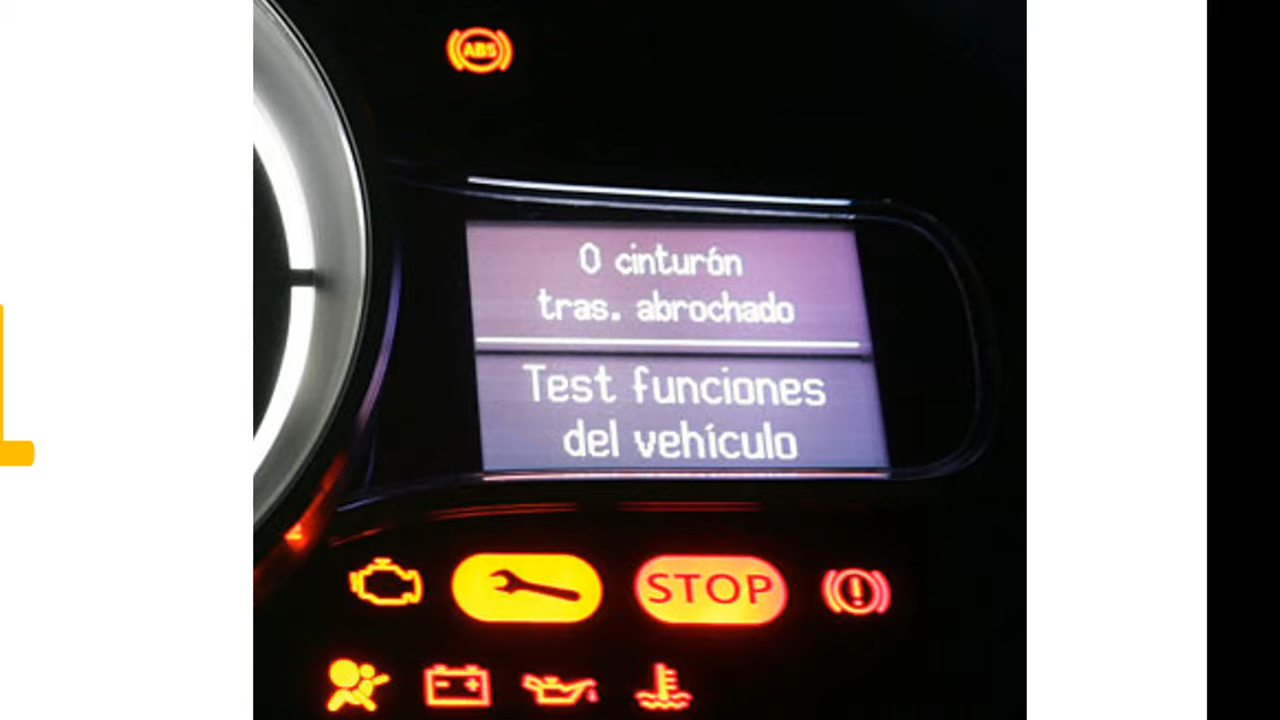 ABS
0 cinturón
tras. abrochado
Test funciones
del vehículo
STOP